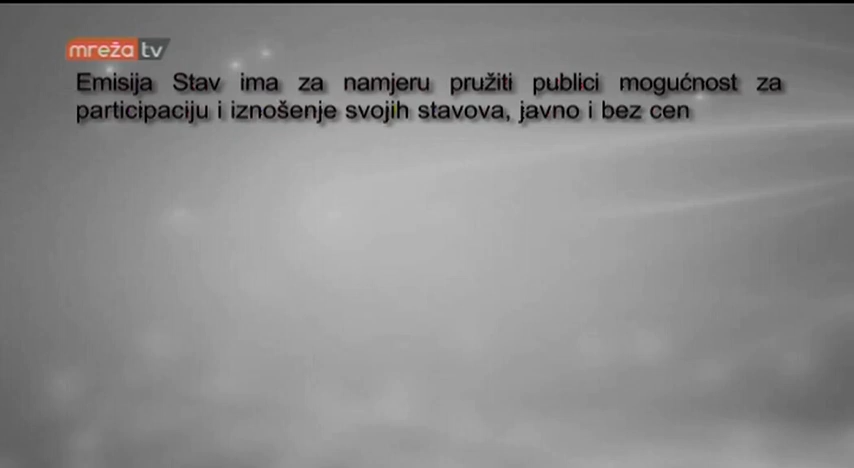 mreža tv
Emisija Stav ima za namjeru pružiti publici mogućnost za
participaciju i iznošenje svojih stavova, javno i bez cen